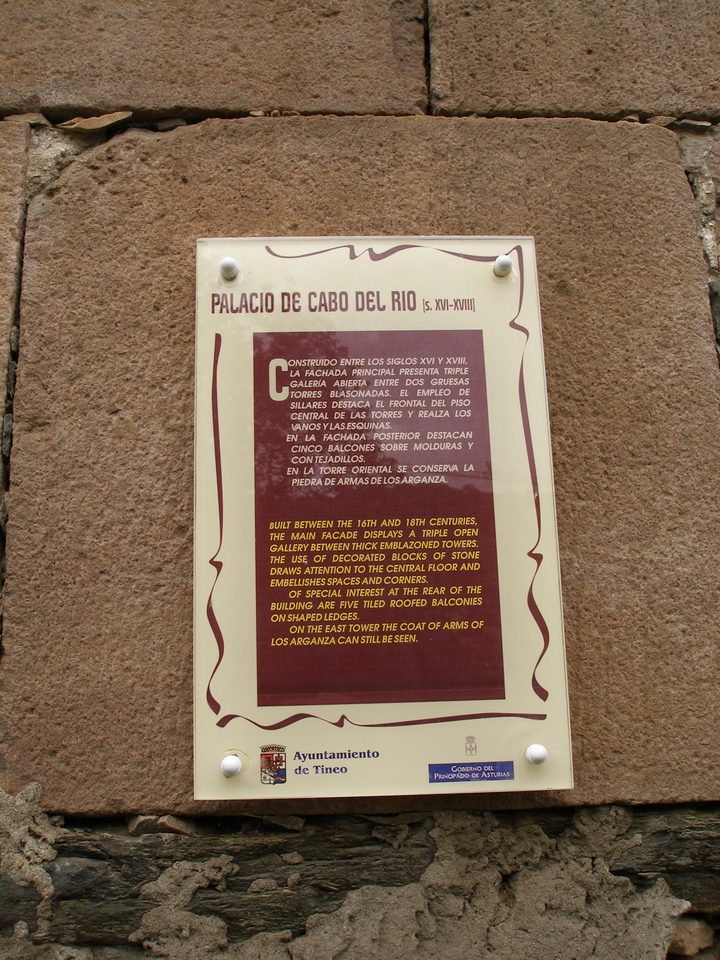 PALACIO DE CABO DEL RIO (s. XVI-XVIII)
CONSTRUIDO ENTRE LOS SIGLOS XVI Y XVIII,
LA FACHADA PRINCIPAL PRESENTA TRIPLE
GALERÍA ABIERTA ENTRE DOS GRUESAS
TORRES BLASONADAS. EL EMPLEO DE
SILLARES DESTACA EL FRONTAL DEL PISO
CENTRAL DE LAS TORRES Y REALZA LOS
VANOS Y LAS ESQUINAS.
EN LA FACHADA POSTERIOR DESTACAN
CINCO BALCONES SOBRE MOLDURAS Y
CON TEJADILLOS.
EN LA TORRE ORIENTAL SE CONSERVA LA
PIEDRA DE ARMAS DE LOS ARGANZA.
BUILT BETWEEN THE 16TH AND 18TH CENTURIES,
THE MAIN FACADE DISPLAYS A TRIPLE OPEN
GALLERY BETWEEN THICK EMBLAZONED TOWERS.
THE USE OF DECORATED BLOCKS OF STONE
DRAWS ATTENTION TO THE CENTRAL FLOOR AND
EMBELLISHES SPACES AND CORNERS.
OF SPECIAL INTEREST AT THE REAR OF THE
BUILDING ARE FIVE TILED ROOFED BALCONIES
ON SHAPED LEDGES.
ON THE EAST TOWER THE COAT OF ARMS OF
LOS ARGANZA CAN STILL BE SEEN.
Ayuntamiento
de Tineo
GOBIERNO DEL
PRINCIPADO DE ASTURIAS